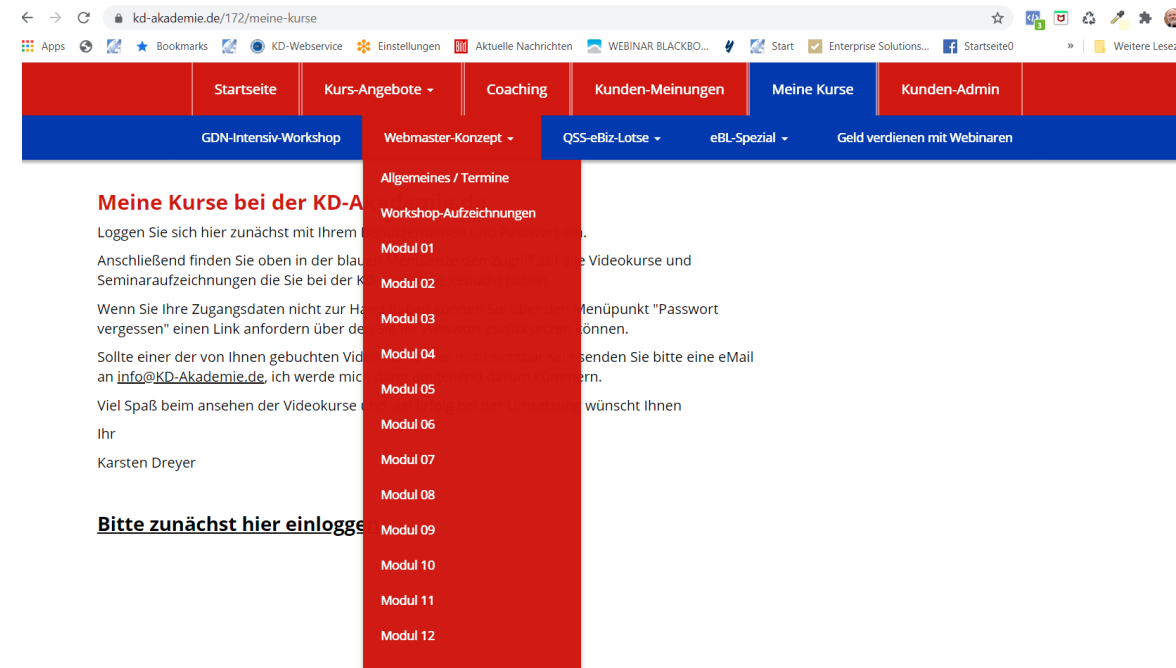 kd-akademie.de/172/meine-kurse
Apps
Bookmarks
KD-Webservice
Einstellungen
Bild
Aktuelle Nachrichten
WEBINAR BLACKBO...
Start
Enterprise Solutions...
Startseite0
»
Weitere Lesez
Startseite
Kurs-Angebote
Coaching
Kunden-Meinungen
Meine Kurse
Kunden-Admin
GDN-Intensiv-Workshop
Webmaster-Konzept
QSS-eBiz-Lotse
eBL-Spezial
Geld verdienen mit Webinaren
Allgemeines / Termine
Workshop-Aufzeichnungen
Modul 01
Modul 02
Modul 03
Modul 04
Modul 05
Modul 06
Modul 07
Modul 08
Modul 09
Modul 10
Modul 11
Modul 12
Meine Kurse bei der KD-A
Loggen Sie sich hier zunächst mit Ihrem
Anschließend finden Sie oben in der blaue Videokurse und
Seminaraufzeichnungen die Sie bei der K
Wenn Sie Ihre Zugangsdaten nicht zur Ha Menüpunkt "Passwort
vergessen" einen Link anfordern über de können.
Sollte einer der von Ihnen gebuchten Vid senden Sie bitte eine eMail
an info@KD-Akademie.de, ich werde mic
Viel Spaß beim ansehen der Videokurse wünscht Ihnen
Ihr
Karsten Dreyer
Bitte zunächst hier einlogge